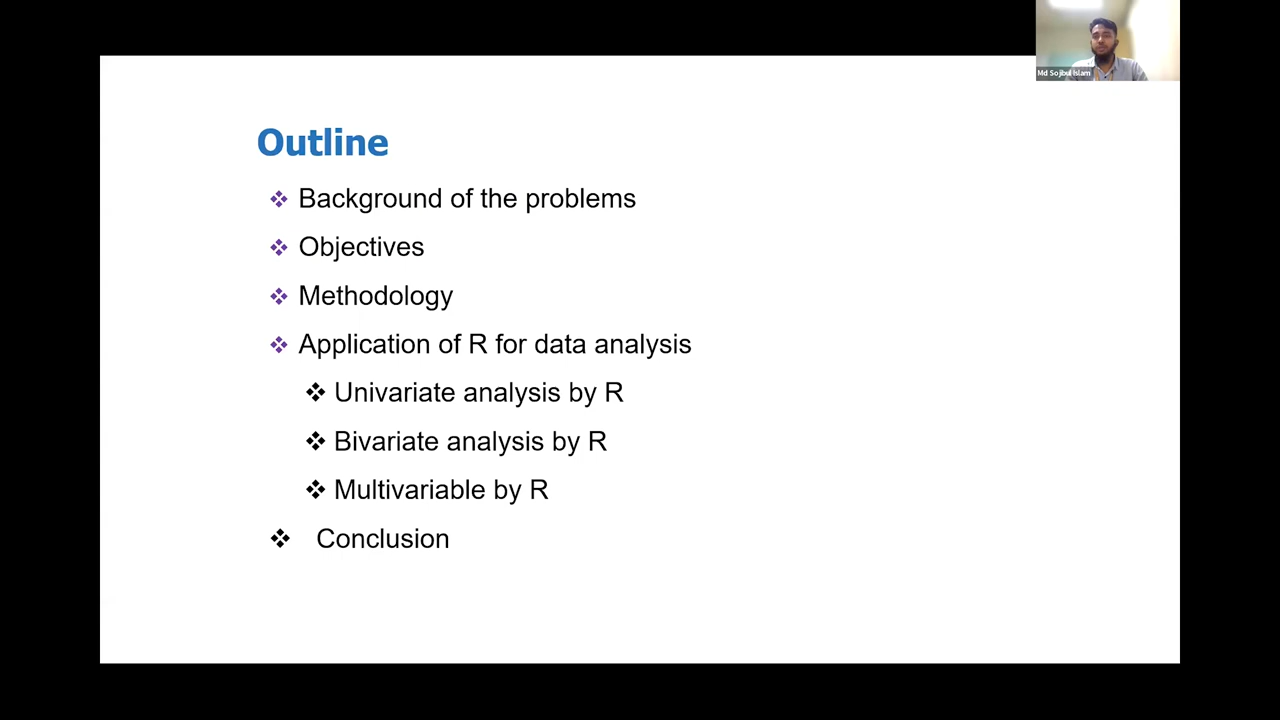 Md Sojibul Islam
Outline
❖ Background of the problems
❖ Objectives
❖ Methodology
❖ Application of R for data analysis
❖ Univariate analysis by R
❖ Bivariate analysis by R
❖ Multivariable by R
❖ Conclusion